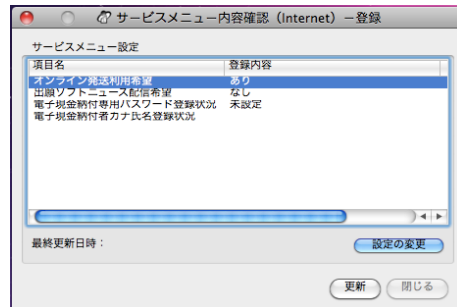 サービスメニュー内容確認（Internet）－登録
サービスメニュー設定
項目名 登録内容
オンライン発送利用希望 あり
出願ソフトニュース配信希望 なし
電子現金納付専用パスワード登録状況 未設定
電子現金納付者カナ氏名登録状況
最終更新日時：
設定の変更
更新 閉じる